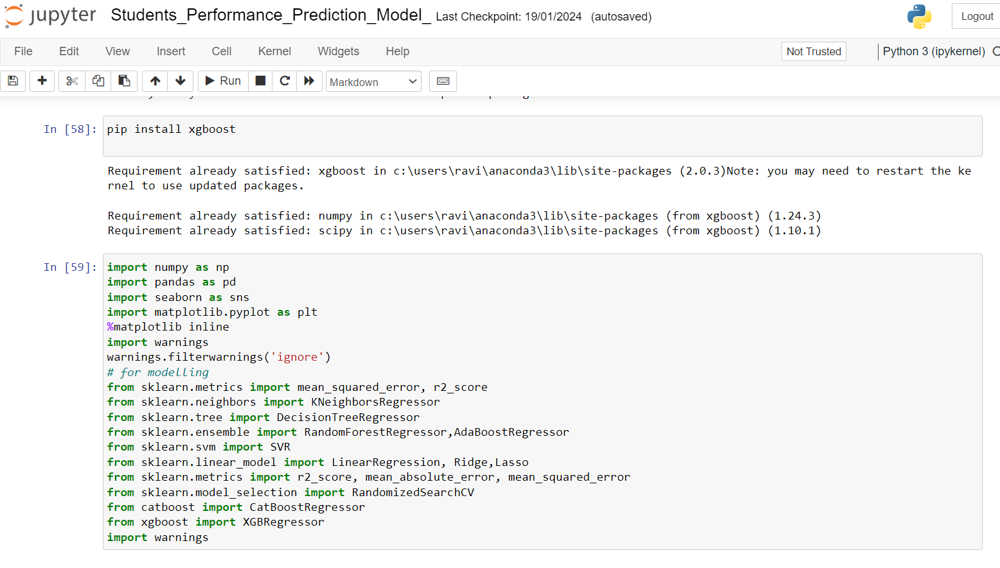 jupyter Students_Performance_Prediction_Model_ Last Checkpoint: 19/01/2024 (autosaved) Logout
File Edit View Insert Cell Kernel Widgets Help Not Trusted Python 3 (ipykernel)
Run Markdown
In [58]: pip install xgboost
Requirement already satisfied: xgboost in c:\users\ravi\anaconda3\lib\site-packages (2.0.3)Note: you may need to restart the ke
rnel to use updated packages.
Requirement already satisfied: numpy in c:\users\ravi\anaconda3\lib\site-packages (from xgboost) (1.24.3)
Requirement already satisfied: scipy in c:\users\ravi\anaconda3\lib\site-packages (from xgboost) (1.10.1)
In [59]: import numpy as np
import pandas as pd
import seaborn as sns
import matplotlib.pyplot as plt
%matplotlib inline
import warnings
warnings.filterwarnings('ignore')
# for modelling
from sklearn.metrics import mean_squared_error, r2_score
from sklearn.neighbors import KNeighborsRegressor
from sklearn.tree import DecisionTreeRegressor
from sklearn.ensemble import RandomForestRegressor,AdaBoostRegressor
from sklearn.svm import SVR
from sklearn.linear_model import LinearRegression, Ridge,Lasso
from sklearn.metrics import r2_score, mean_absolute_error, mean_squared_error
from sklearn.model_selection import RandomizedSearchCV
from catboost import CatBoostRegressor
from xgboost import XGBRegressor
import warnings